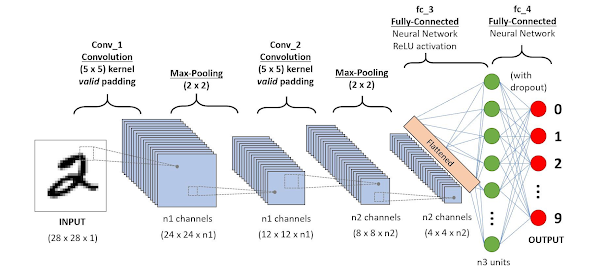 fc_3
Fully-Connected
Neural Network
ReLU activation
fc_4
Fully-Connected
Neural Network
Conv_1
Convolution
(5 x 5) kernel
valid padding
Max-Pooling
(2 x 2)
Conv_2
Convolution
(5 x 5) kernel
valid padding
Max-Pooling
(2 x 2)
(with
dropout)
Flattened
0
1
2
9
INPUT
(28 x 28 x 1)
n1 channels
(24 x 24 x n1)
n1 channels
(12 x 12 x n1)
n2 channels
(8 x 8 x n2)
n2 channels
(4 x 4 x n2)
n3 units
OUTPUT